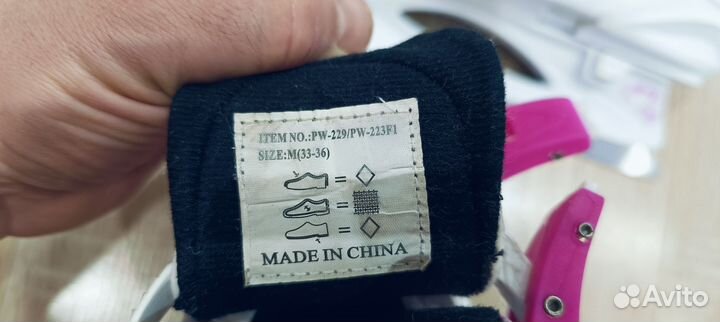 ITEM NO.:PW-229/PW-223F1
SIZE:M(33-36)
=
=
=
MADE IN CHINA
Avito